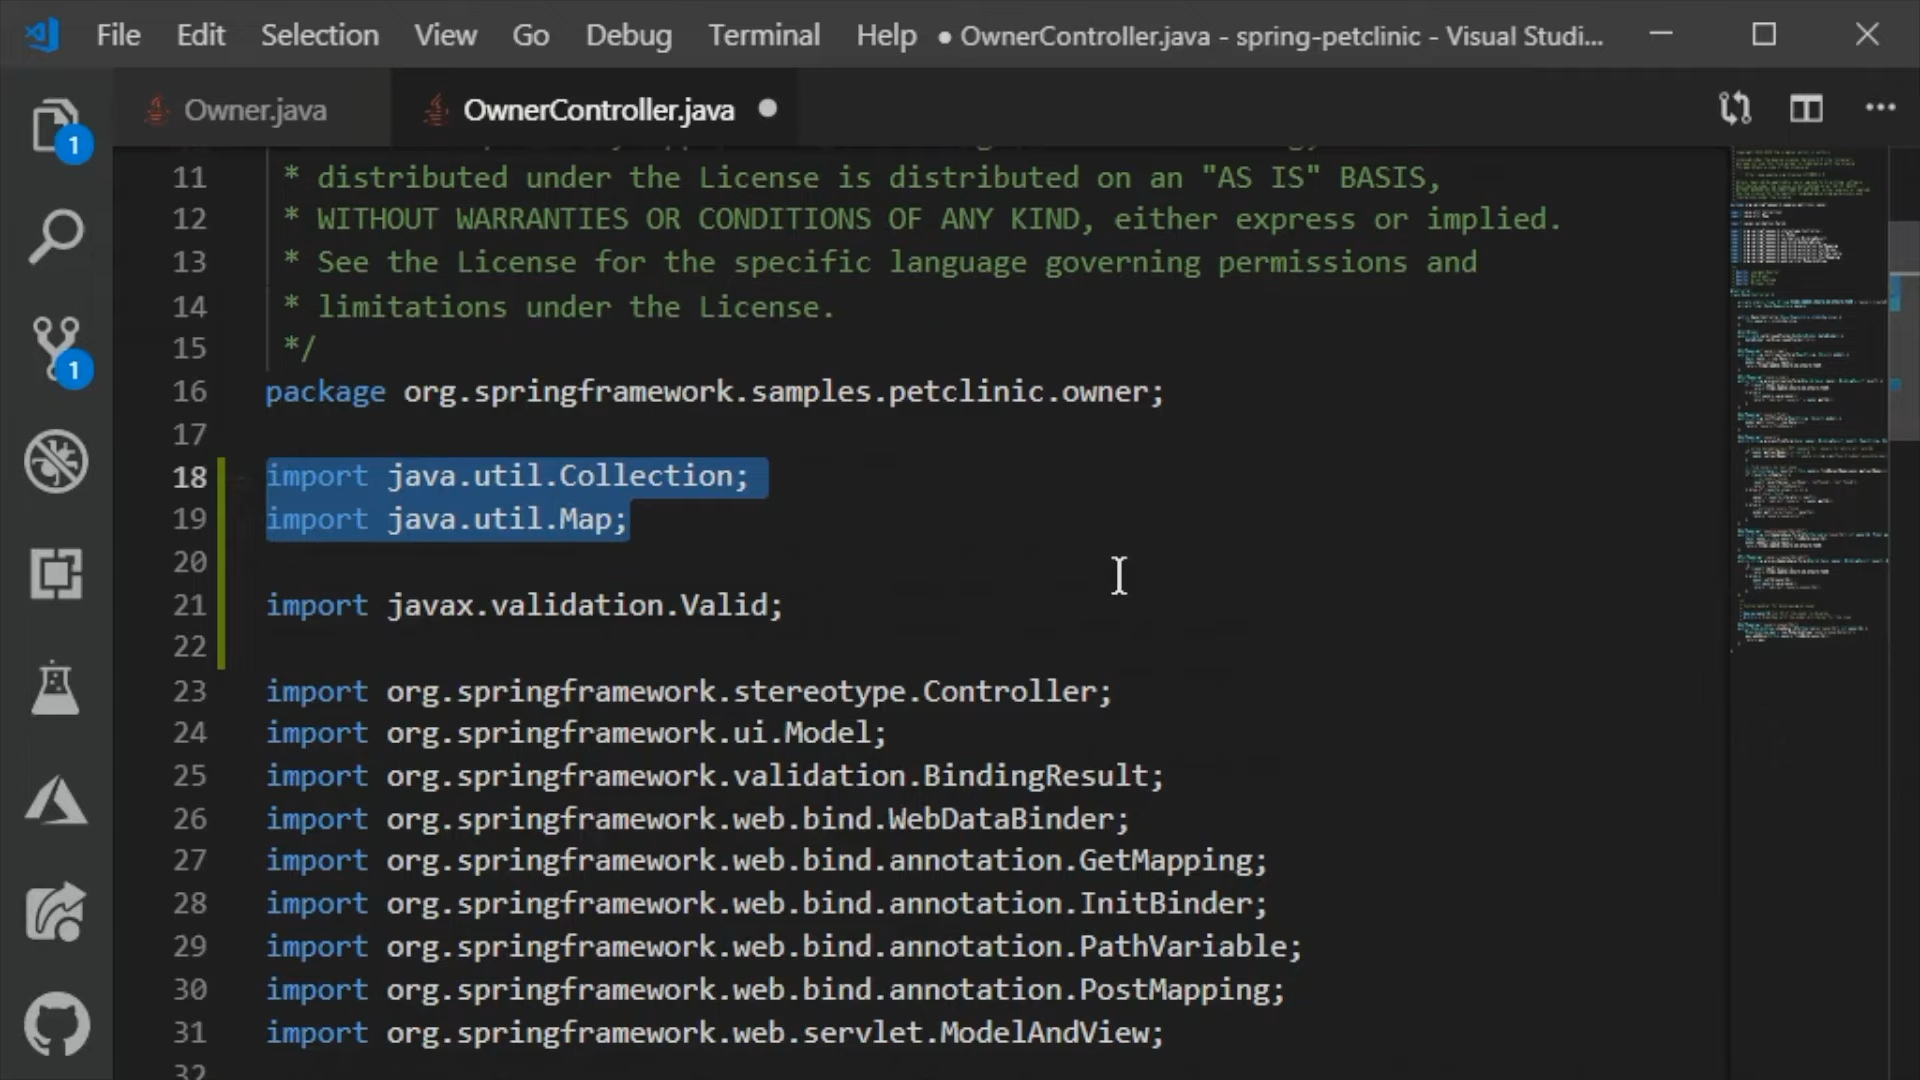 File Edit Selection View Go Debug Terminal Help ● OwnerController.java - spring-petclinic - Visual Studi...
Owner.java OwnerController.java
1
1
11 * distributed under the License is distributed on an "AS IS" BASIS,
12 * WITHOUT WARRANTIES OR CONDITIONS OF ANY KIND, either express or implied.
13 * See the License for the specific language governing permissions and
14 * limitations under the License.
15 */
16 package org.springframework.samples.petclinic.owner;
17
18 import java.util.Collection;
19 import java.util.Map;
20
21 import javax.validation.Valid;
22
23 import org.springframework.stereotype.Controller;
24 import org.springframework.ui.Model;
25 import org.springframework.validation.BindingResult;
26 import org.springframework.web.bind.WebDataBinder;
27 import org.springframework.web.bind.annotation.GetMapping;
28 import org.springframework.web.bind.annotation.InitBinder;
29 import org.springframework.web.bind.annotation.PathVariable;
30 import org.springframework.web.bind.annotation.PostMapping;
31 import org.springframework.web.servlet.ModelAndView;
32